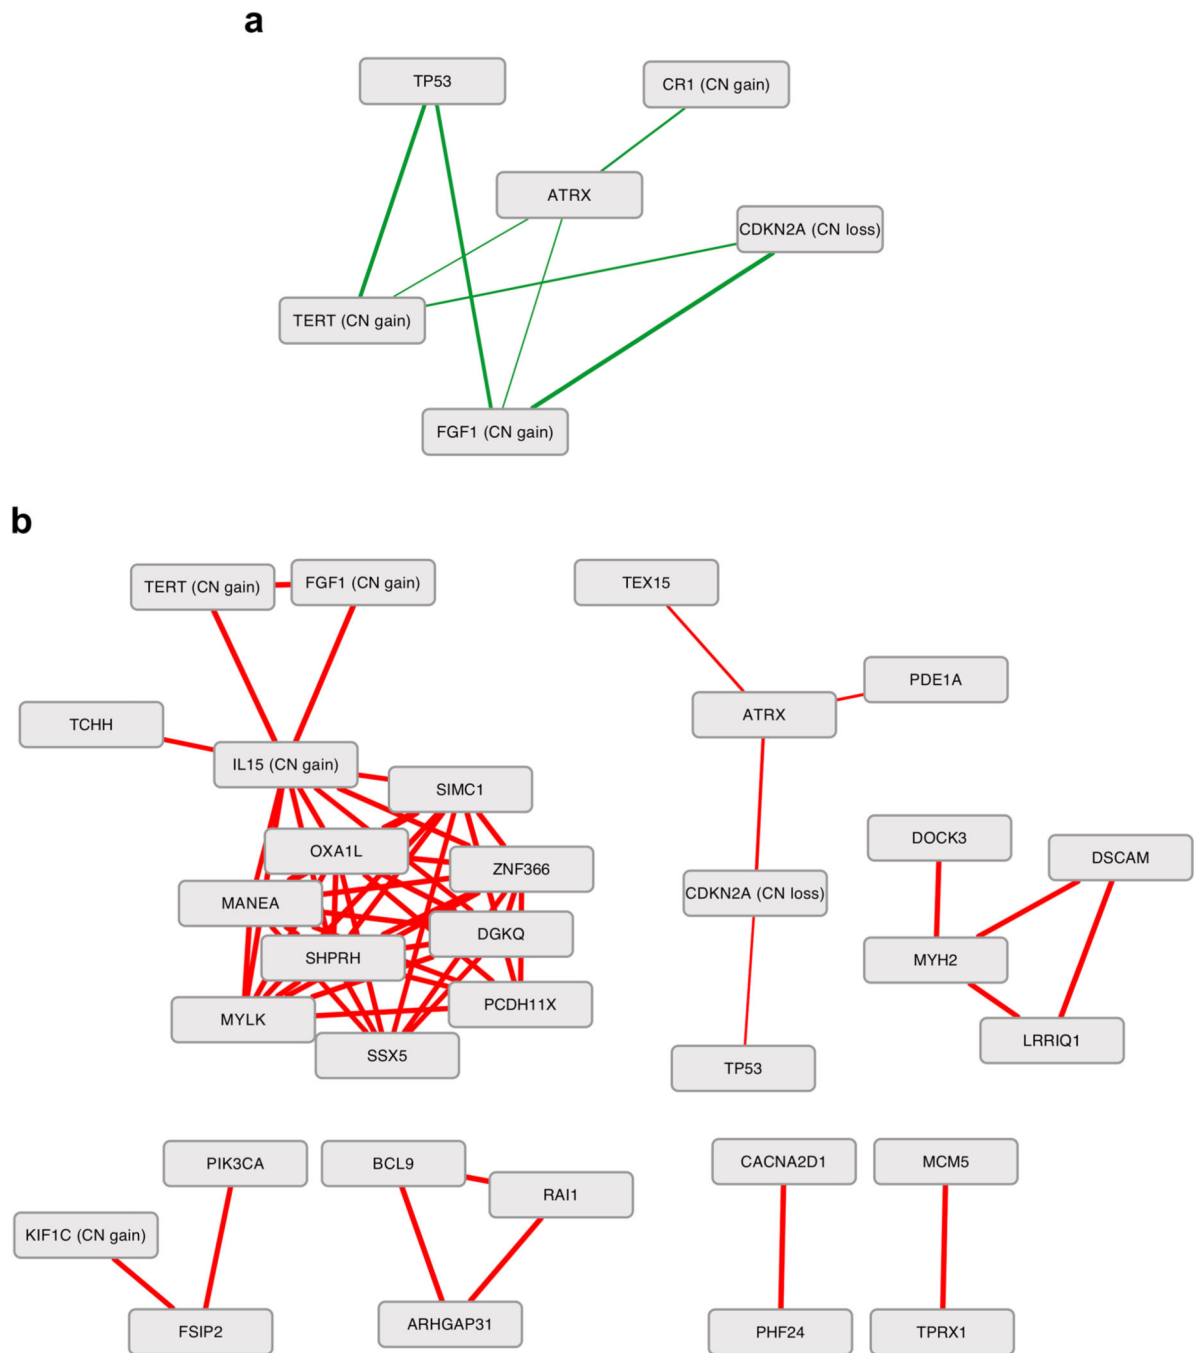 a
TP53
CR1 (CN gain)
ATRX
CDKN2A (CN loss)
TERT (CN gain)
FGF1 (CN gain)
b
TERT (CN gain)
FGF1 (CN gain)
TCHH
IL15 (CN gain)
SIMC1
OXA1L
ZNF366
MANEA
DGKQ
SHPRH
PCDH11X
MYLK
SSX5
TEX15
PDE1A
ATRX
CDKN2A (CN loss)
TP53
DOCK3
DSCAM
MYH2
LRRIQ1
PIK3CA
KIF1C (CN gain)
FSIP2
BCL9
RAI1
ARHGAP31
CACNA2D1
PHF24
MCM5
TPRX1